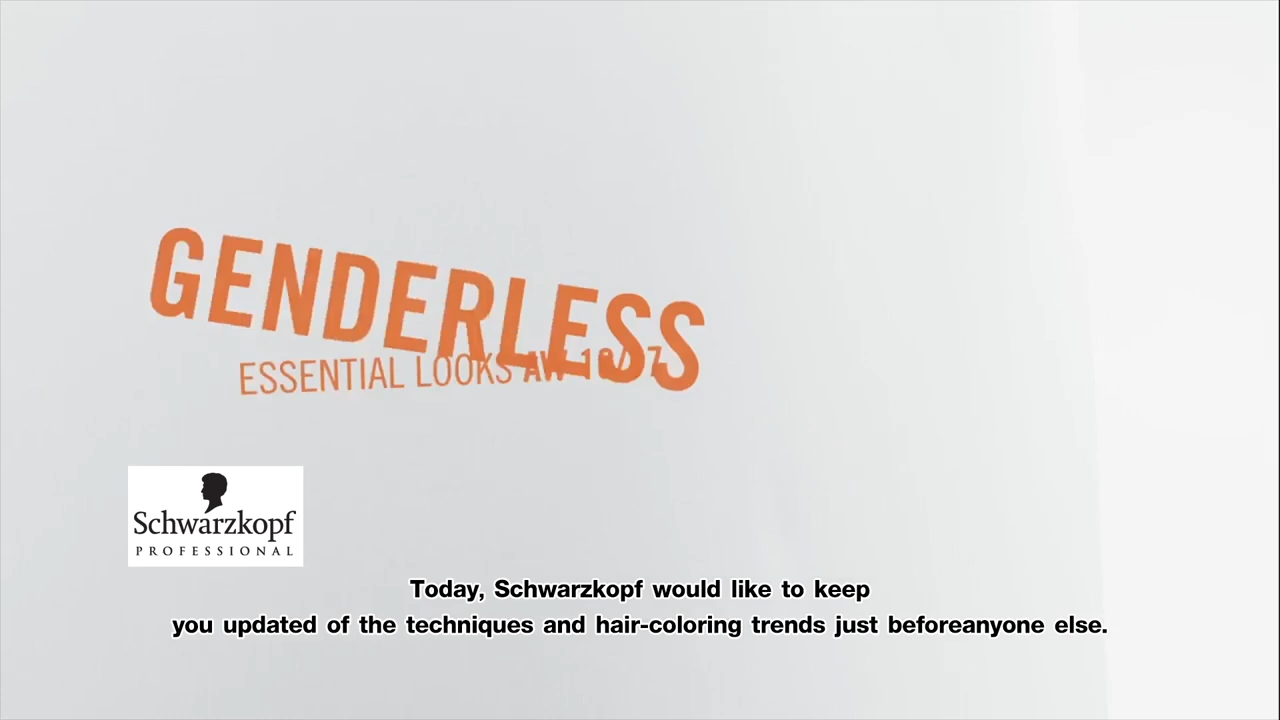 GENDERLESS
ESSENTIAL LOOKS AW
Schwarzkopf
PROFESSIONAL
Today, Schwarzkopf would like to keep
you updated of the techniques and hair-coloring trends just beforeanyone else.